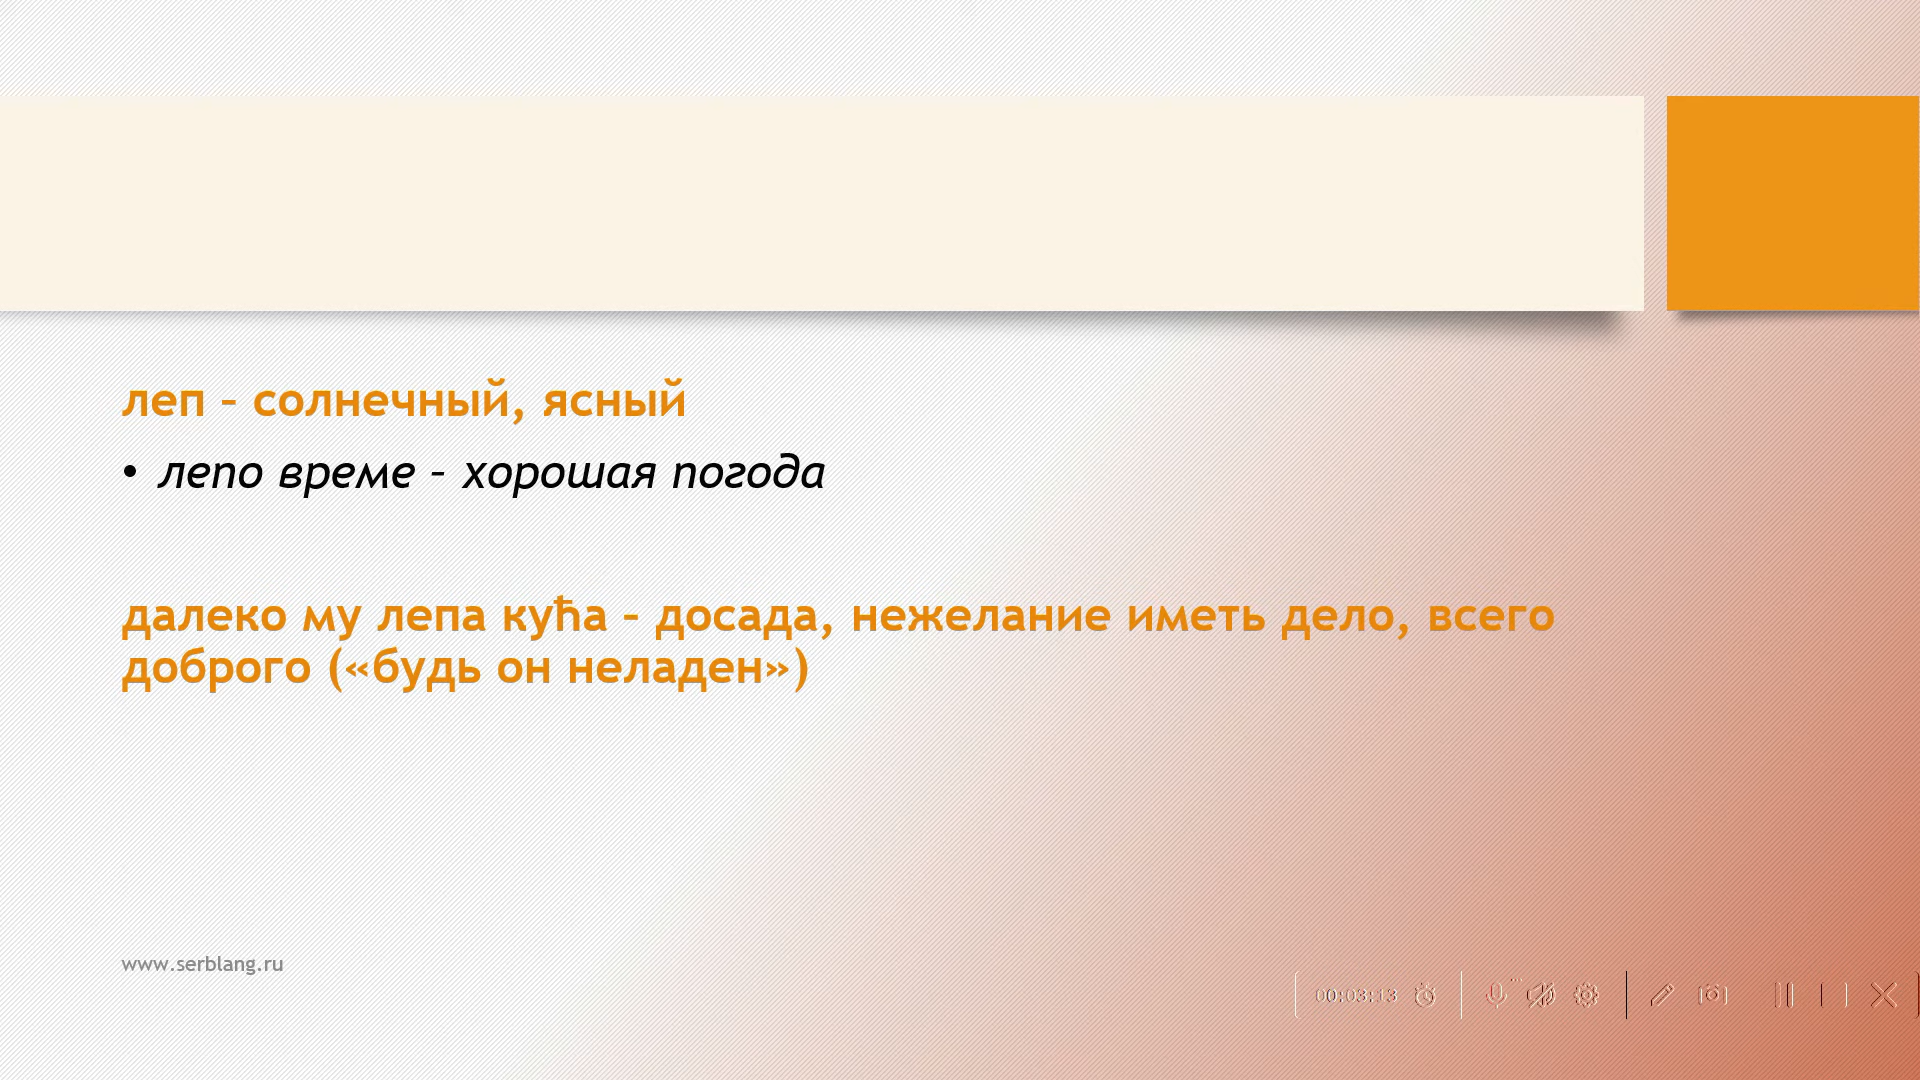 леп – солнечный, ясный
• лепо време – хорошая погода
далеко му лепа кућа – досада, нежелание иметь дело, всего
доброго («будь он неладен»)
www.serblang.ru
00:03:13